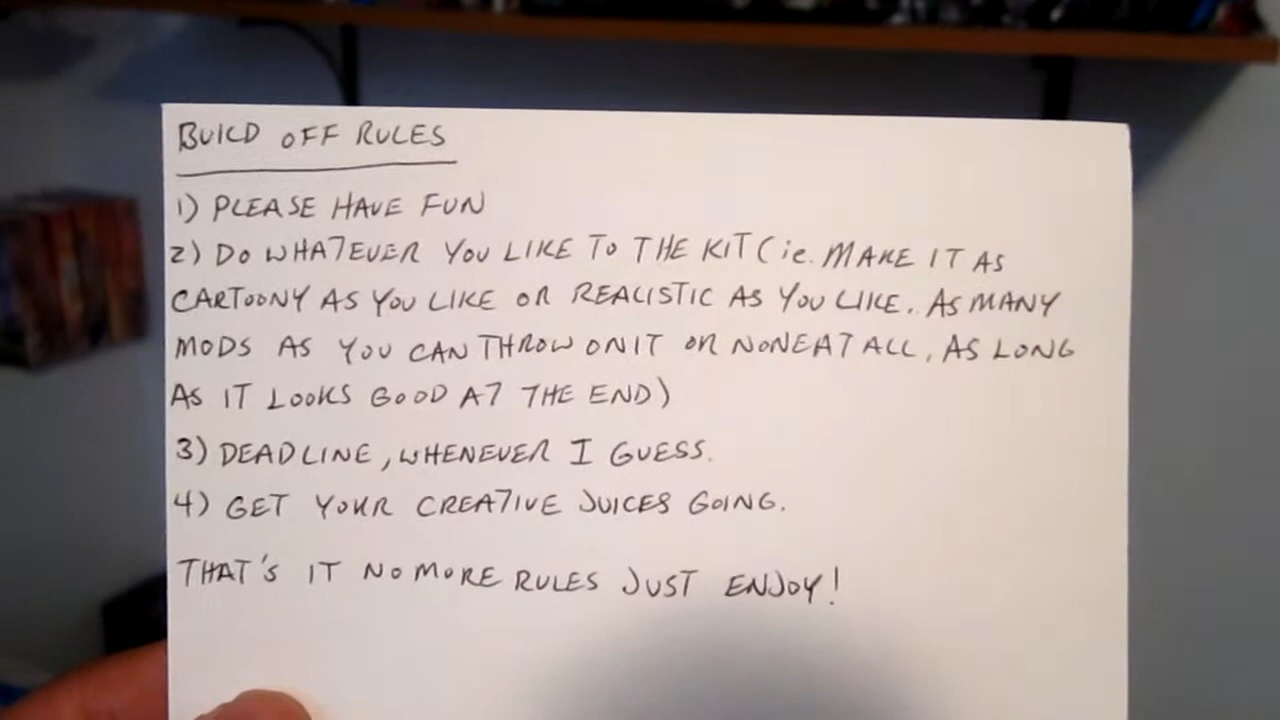 BUILD OFF RULES
1) PLEASE HAVE FUN
2) DO WHATEVER YOU LIKE TO THE KIT (ie. MAKE IT AS
CARTOONY AS YOU LIKE OR REALISTIC AS YOU LIKE. AS MANY
MODS AS YOU CAN THROW ON IT OR NONE AT ALL, AS LONG
AS IT LOOKS GOOD AT THE END)
3) DEADLINE, WHENEVER I GUESS.
4) GET YOUR CREATIVE JUICES GOING.
THAT'S IT NO MORE RULES JUST ENJOY!